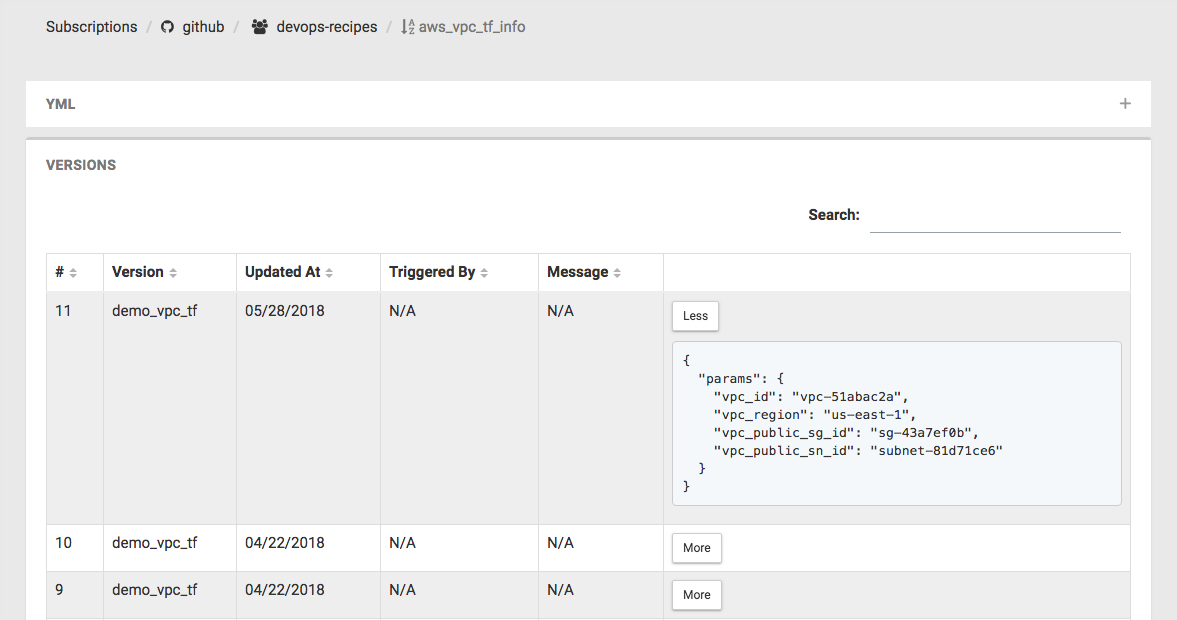 Subscriptions / github / devops-recipes / aws_vpc_tf_info
YML +
VERSIONS
Search:
# Version Updated At Triggered By Message
11 demo_vpc_tf 05/28/2018 N/A N/A Less
{
  "params": {
    "vpc_id": "vpc-51abac2a",
    "vpc_region": "us-east-1",
    "vpc_public_sg_id": "sg-43a7ef0b",
    "vpc_public_sn_id": "subnet-81d71ce6"
  }
}
10 demo_vpc_tf 04/22/2018 N/A N/A More
9 demo_vpc_tf 04/22/2018 N/A N/A More